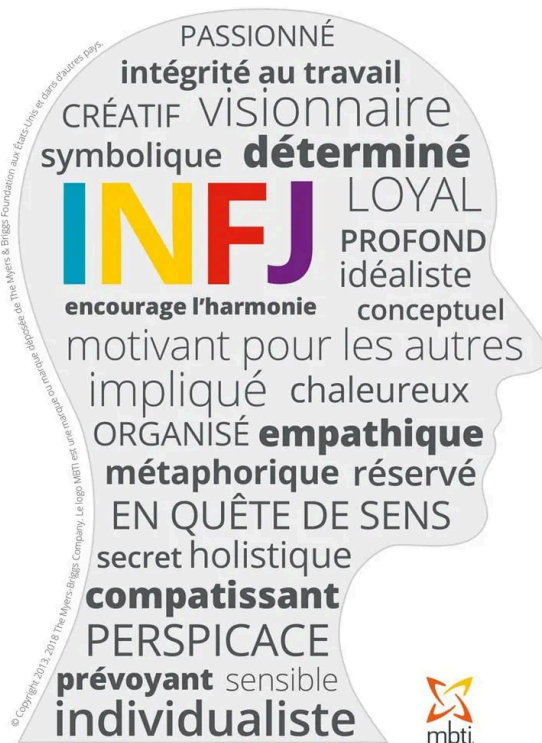 PASSIONNÉ
intégrité au travail
CRÉATIF visionnaire
symbolique déterminé
INFJ
LOYAL
PROFOND
idéaliste
encourage l'harmonie
conceptuel
motivant pour les autres
impliqué chaleureux
ORGANISÉ empathique
métaphorique réservé
EN QUÊTE DE SENS
secret holistique
compatissant
PERSPICACE
prévoyant sensible
individualiste
mbti.
© Copyright 2013, 2018 The Myers-Briggs Company. Le logo MBTI est une marque ou marque déposée de The Myers & Briggs Foundation aux États-Unis et dans d'autres pays.